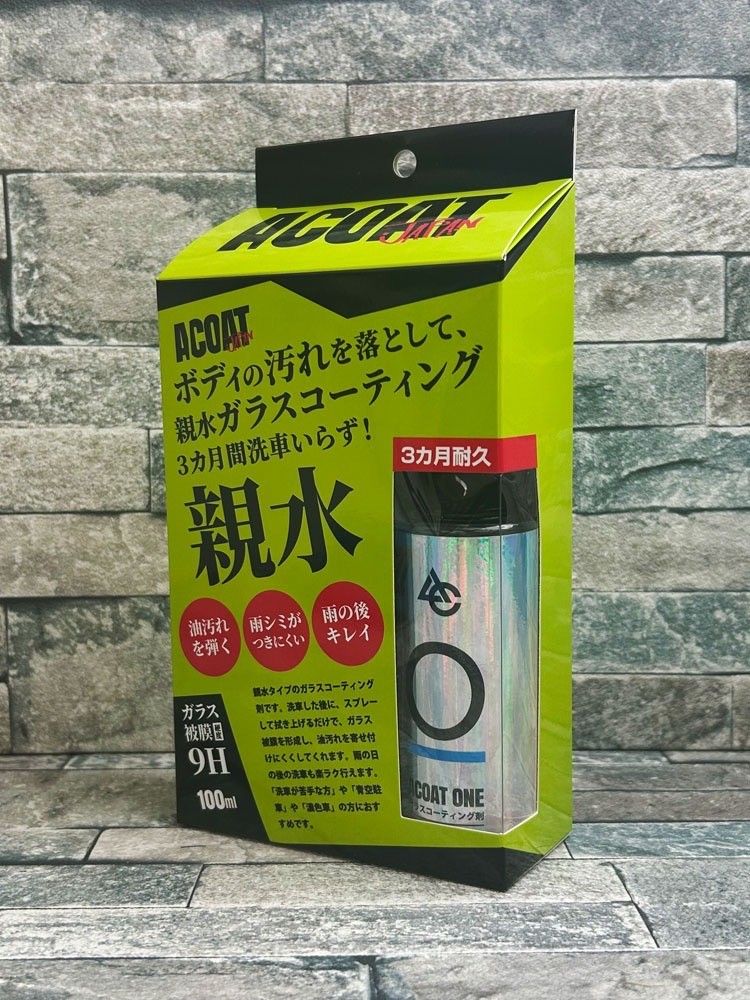 ACOAT
JAPAN
ACOAT
JAPAN
ボディの汚れを落として、
親水ガラスコーティング
3カ月間洗車いらず!
親水
3カ月耐久
油汚れ
を弾く
雨シミが
つきにくい
雨の後
キレイ
ガラス
被膜
9H
100ml
親水タイプのガラスコーティング
剤です。洗車した後に、スプレー
して拭き上げるだけで、ガラス
被膜を形成し、油汚れを寄せ付
けにくくしてくれます。雨の日
の後の洗車も楽ラク行えます。
「洗車が苦手な方」や「青空駐
車」や「濃色車」の方におす
すめです。
AC
ACOAT ONE
スコーティング剤